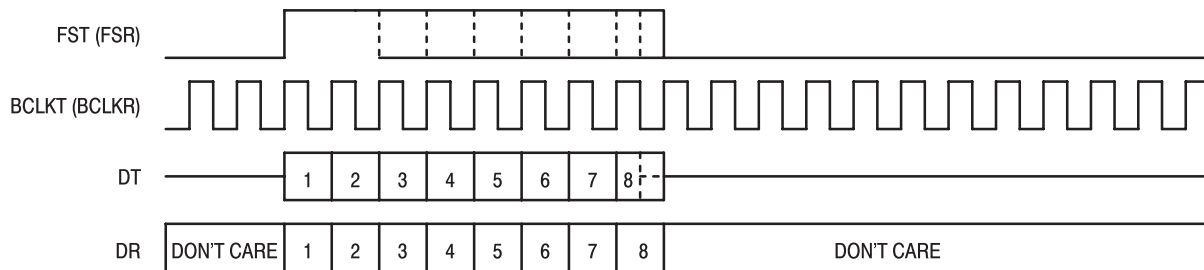 FST (FSR)
BCLKT (BCLKR)
DT 1 2 3 4 5 6 7 8
DR DON'T CARE 1 2 3 4 5 6 7 8 DON'T CARE